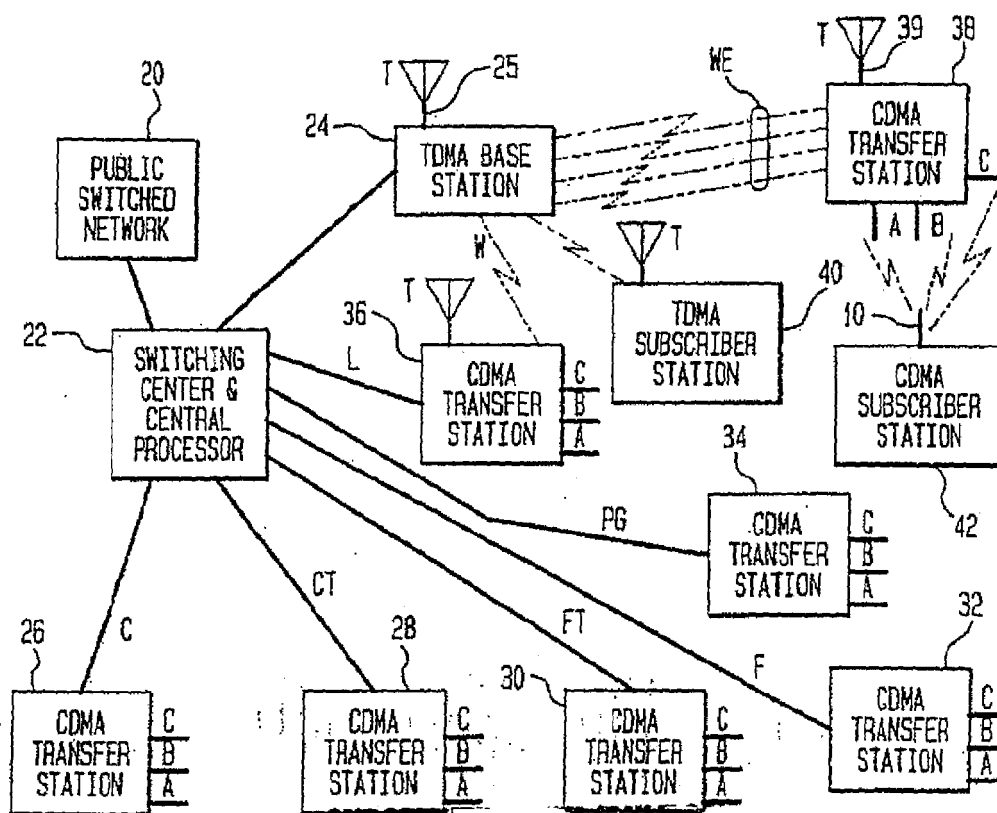 T
39
38
WE
T
25
20
24
CDMA
TRANSFER
STATION
C
TDMA BASE
STATION
PUBLIC
SWITCHED
NETWORK
A
B
W
T
40
T
36
10
22
TDMA
SUBSCRIBER
STATION
SWITCHING
CENTER &
CENTRAL
PROCESSOR
L
CDMA
TRANSFER
STATION
C
B
A
CDMA
SUBSCRIBER
STATION
34
42
PG
CDMA
TRANSFER
STATION
C
B
A
C
CT
FT
F
32
26
28
30
CDMA
TRANSFER
STATION
C
B
A
CDMA
TRANSFER
STATION
C
B
A
CDMA
TRANSFER
STATION
C
B
A
CDMA
TRANSFER
STATION
C
B
A